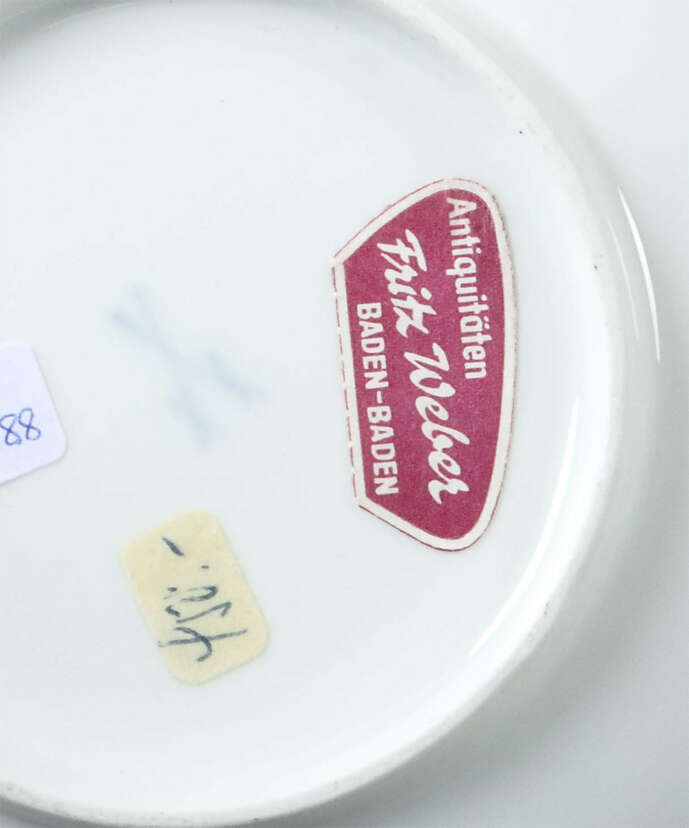 Antiquitäten
Fritz Weber
BADEN-BADEN
88